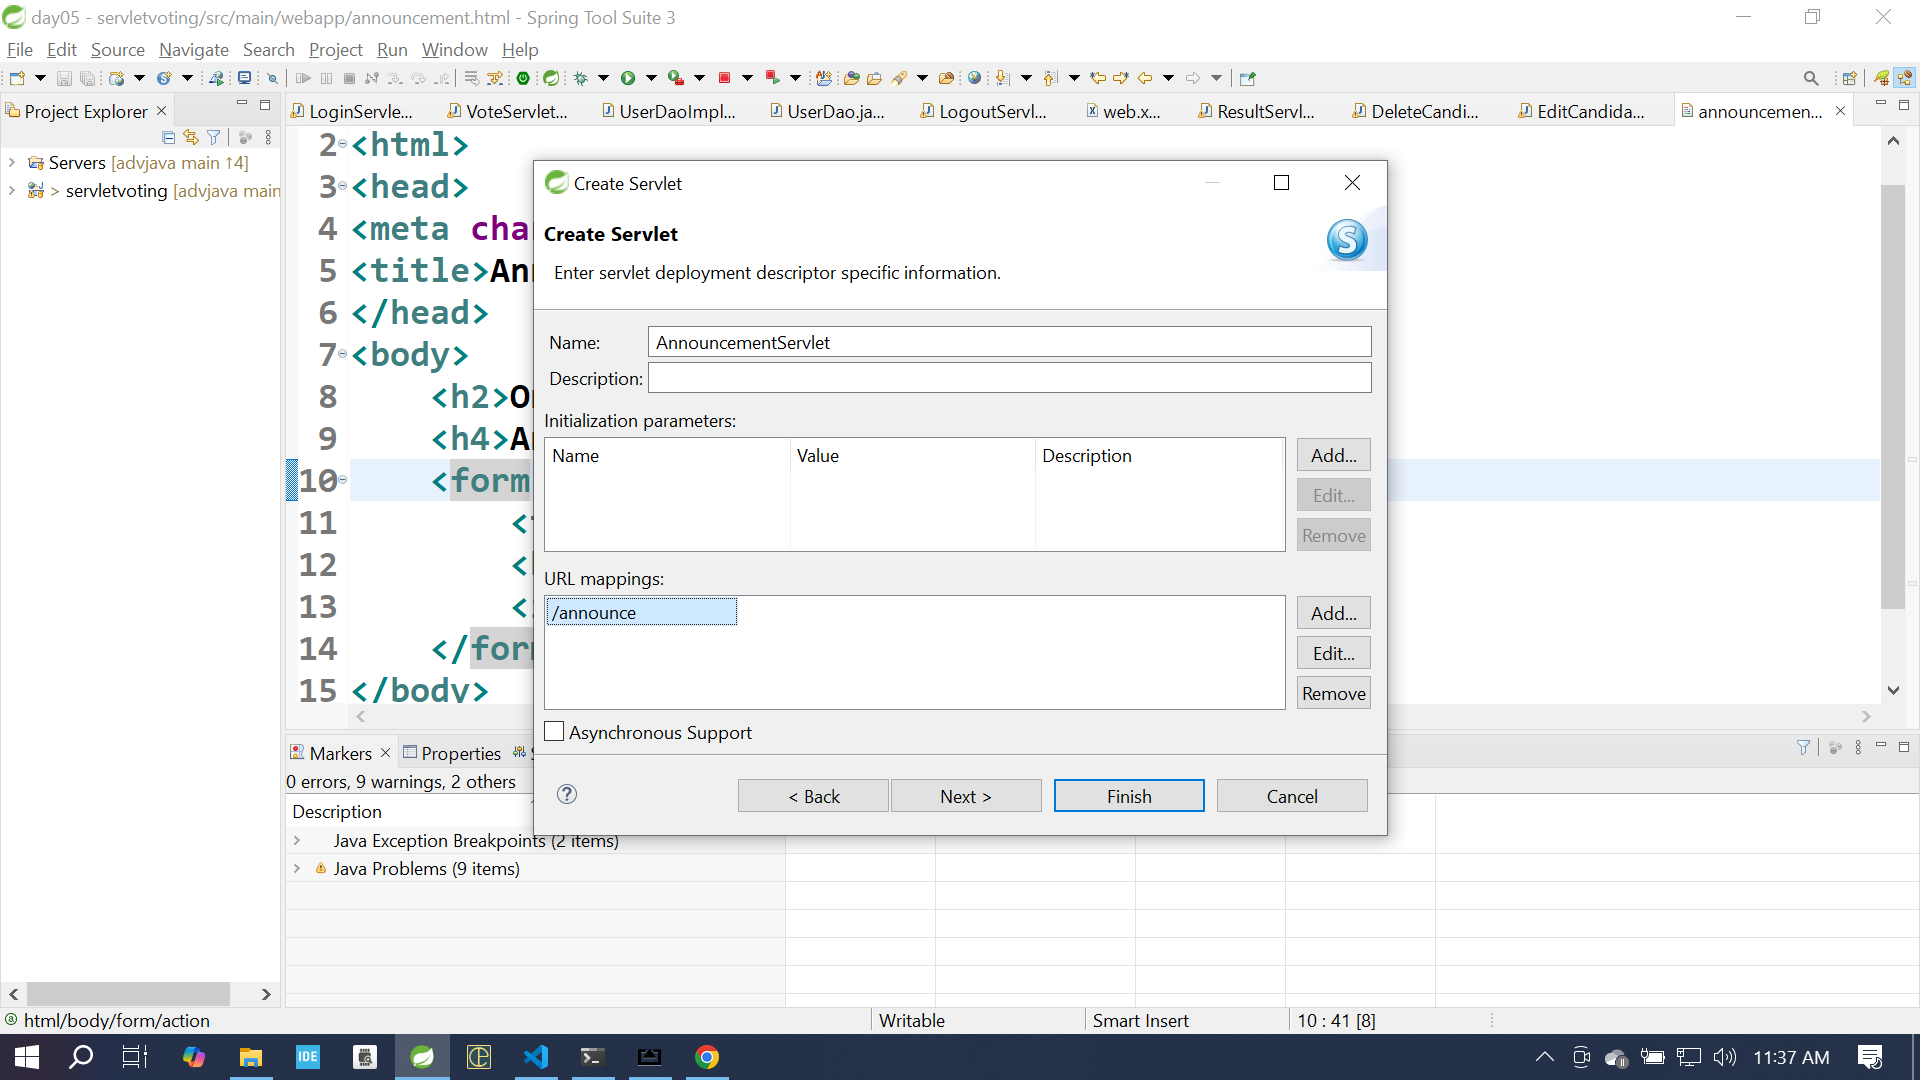 day05 - servletvoting/src/main/webapp/announcement.html - Spring Tool Suite 3
File Edit Source Navigate Search Project Run Window Help
Project Explorer
LoginServle... VoteServlet... UserDaoImpl... UserDao.ja... LogoutServl... web.x... ResultServl... DeleteCandi... EditCandida... announcemen...
Servers [advjava main ↑4]
> servletvoting [advjava main
2 <html>
3 <head>
4 <meta cha
5 <title>An
6 </head>
7 <body>
8 <h2>O
9 <h4>A
10 <form
11 <
12 <
13 <
14 </for
15 </body>
Create Servlet
Create Servlet
Enter servlet deployment descriptor specific information.
Name: AnnouncementServlet
Description:
Initialization parameters:
Name Value Description
Add...
Edit...
Remove
URL mappings:
/announce
Add...
Edit...
Remove
Asynchronous Support
< Back Next > Finish Cancel
Markers Properties
0 errors, 9 warnings, 2 others
Description
Java Exception Breakpoints (2 items)
Java Problems (9 items)
html/body/form/action Writable Smart Insert 10 : 41 [8]
IDE
11:37 AM